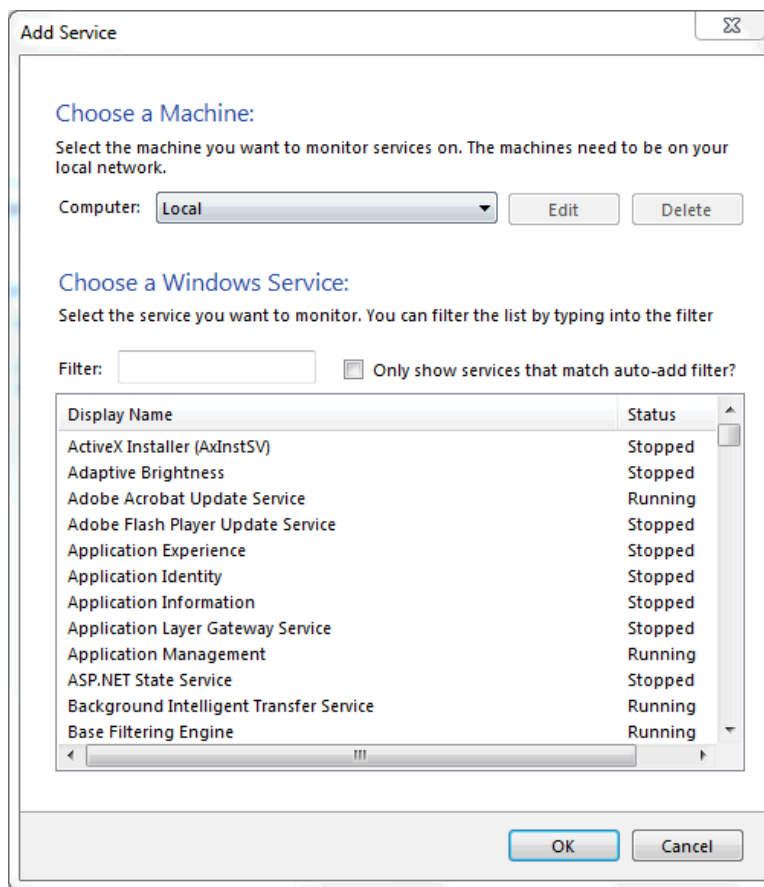 Add Service
Choose a Machine:
Select the machine you want to monitor services on. The machines need to be on your
local network.
Computer: Local Edit Delete
Choose a Windows Service:
Select the service you want to monitor. You can filter the list by typing into the filter
Filter: Only show services that match auto-add filter?
Display Name Status
ActiveX Installer (AxInstSV) Stopped
Adaptive Brightness Stopped
Adobe Acrobat Update Service Running
Adobe Flash Player Update Service Stopped
Application Experience Stopped
Application Identity Stopped
Application Information Stopped
Application Layer Gateway Service Stopped
Application Management Running
ASP.NET State Service Stopped
Background Intelligent Transfer Service Running
Base Filtering Engine Running
OK Cancel